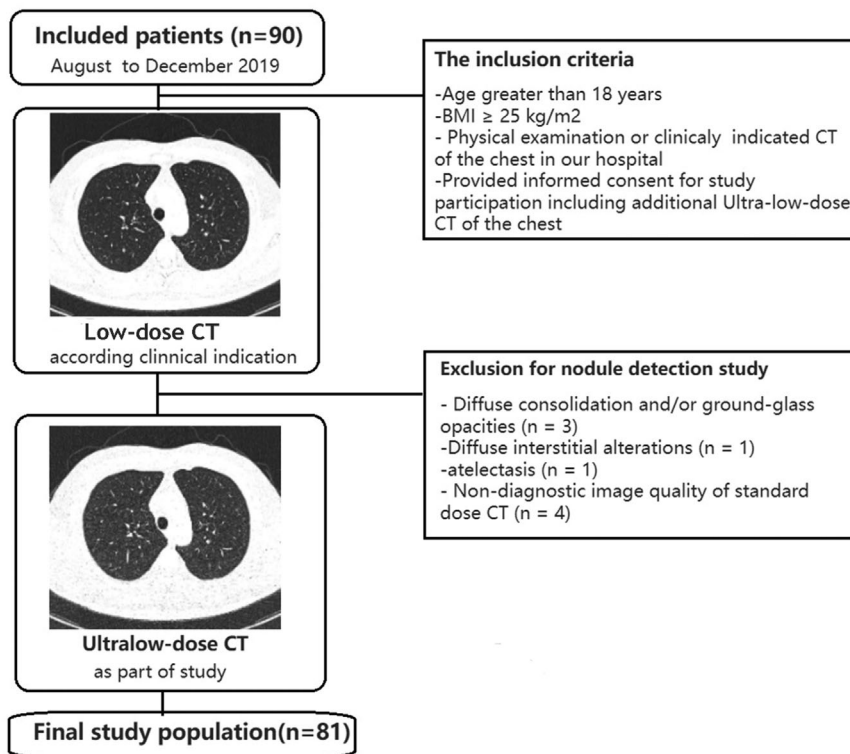 Included patients (n=90)
August to December 2019
The inclusion criteria
-Age greater than 18 years
-BMI ≥ 25 kg/m2
- Physical examination or clinicaly indicated CT
of the chest in our hospital
-Provided informed consent for study
participation including additional Ultra-low-dose
CT of the chest
Low-dose CT
according clinnical indication
Exclusion for nodule detection study
- Diffuse consolidation and/or ground-glass
opacities (n = 3)
-Diffuse interstitial alterations (n = 1)
-atelectasis (n = 1)
- Non-diagnostic image quality of standard
dose CT (n = 4)
Ultralow-dose CT
as part of study
Final study population(n=81)